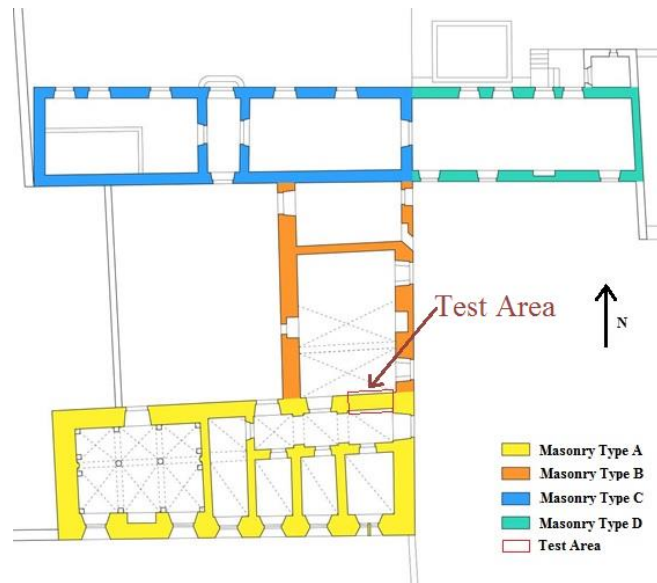 Test Area
N
Masonry Type A
Masonry Type B
Masonry Type C
Masonry Type D
Test Area